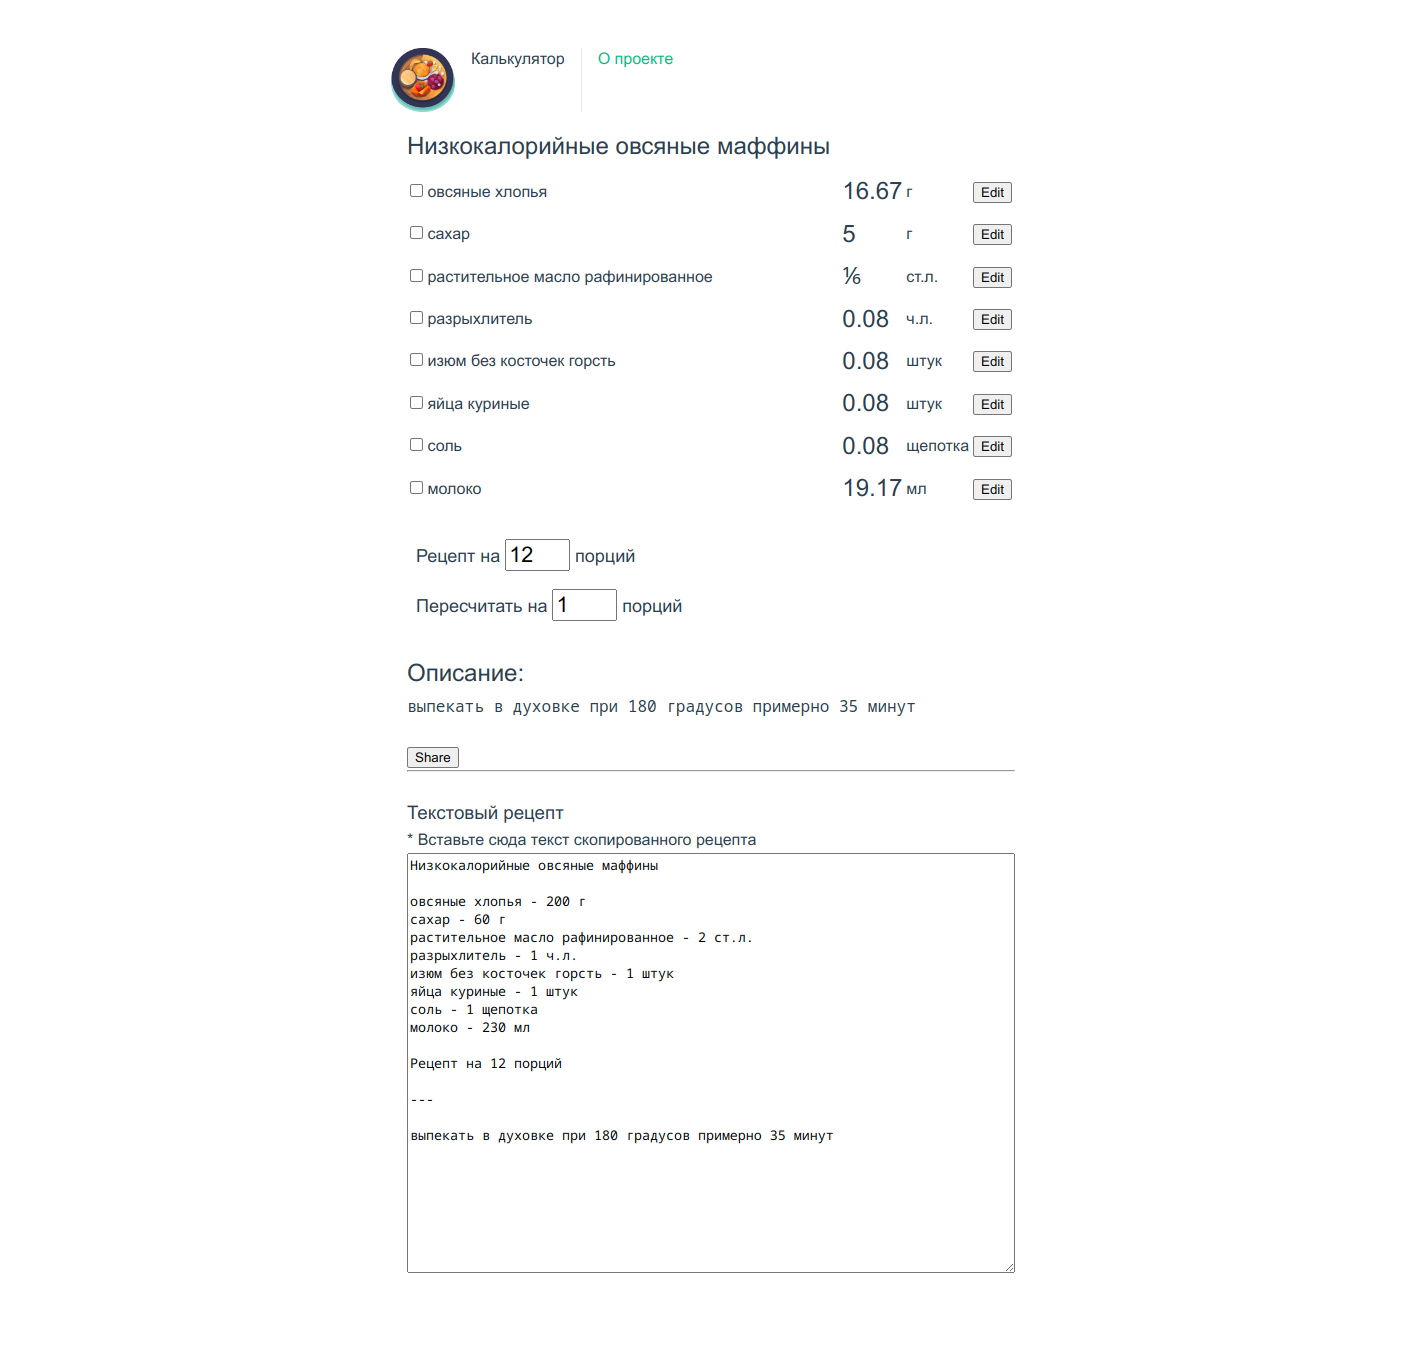 Калькулятор О проекте
Низкокалорийные овсяные маффины
овсяные хлопья 16.67 г Edit
сахар 5 г Edit
растительное масло рафинированное ⅙ ст.л. Edit
разрыхлитель 0.08 ч.л. Edit
изюм без косточек горсть 0.08 штук Edit
яйца куриные 0.08 штук Edit
соль 0.08 щепотка Edit
молоко 19.17 мл Edit
Рецепт на 12 порций
Пересчитать на 1 порций
Описание:
выпекать в духовке при 180 градусов примерно 35 минут
Share
Текстовый рецепт
* Вставьте сюда текст скопированного рецепта
Низкокалорийные овсяные маффины
овсяные хлопья - 200 г
сахар - 60 г
растительное масло рафинированное - 2 ст.л.
разрыхлитель - 1 ч.л.
изюм без косточек горсть - 1 штук
яйца куриные - 1 штук
соль - 1 щепотка
молоко - 230 мл
Рецепт на 12 порций
---
выпекать в духовке при 180 градусов примерно 35 минут